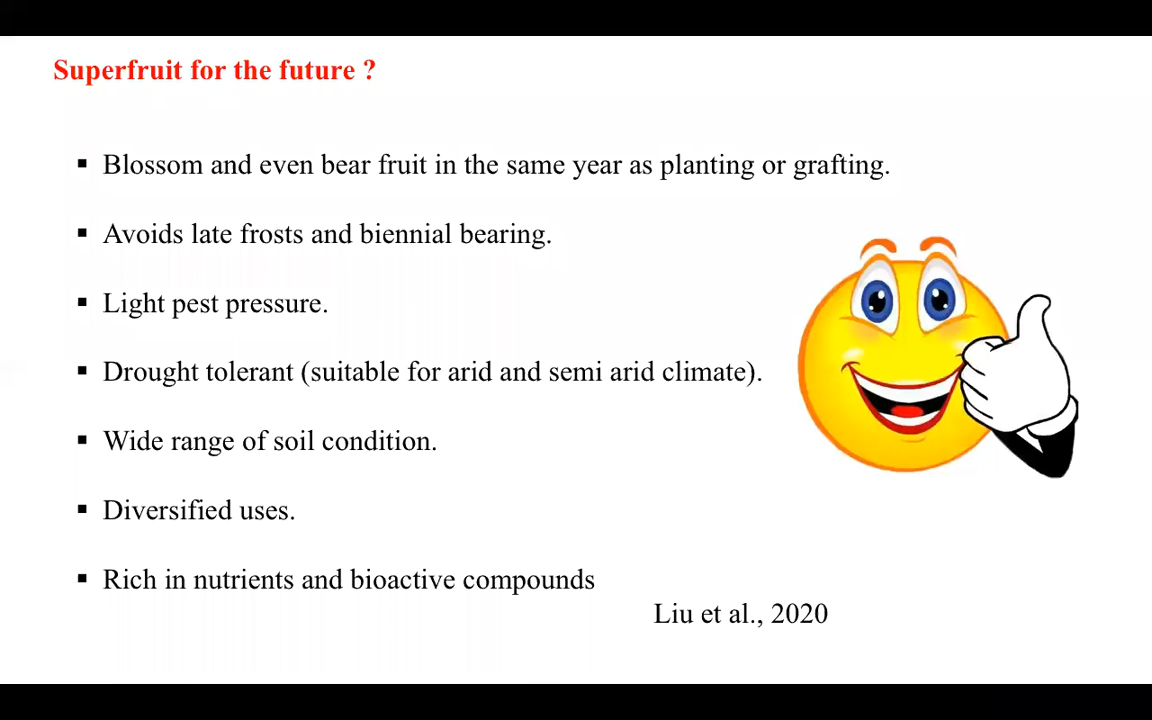 Superfruit for the future ?
▪ Blossom and even bear fruit in the same year as planting or grafting.
▪ Avoids late frosts and biennial bearing.
▪ Light pest pressure.
▪ Drought tolerant (suitable for arid and semi arid climate).
▪ Wide range of soil condition.
▪ Diversified uses.
▪ Rich in nutrients and bioactive compounds
Liu et al., 2020